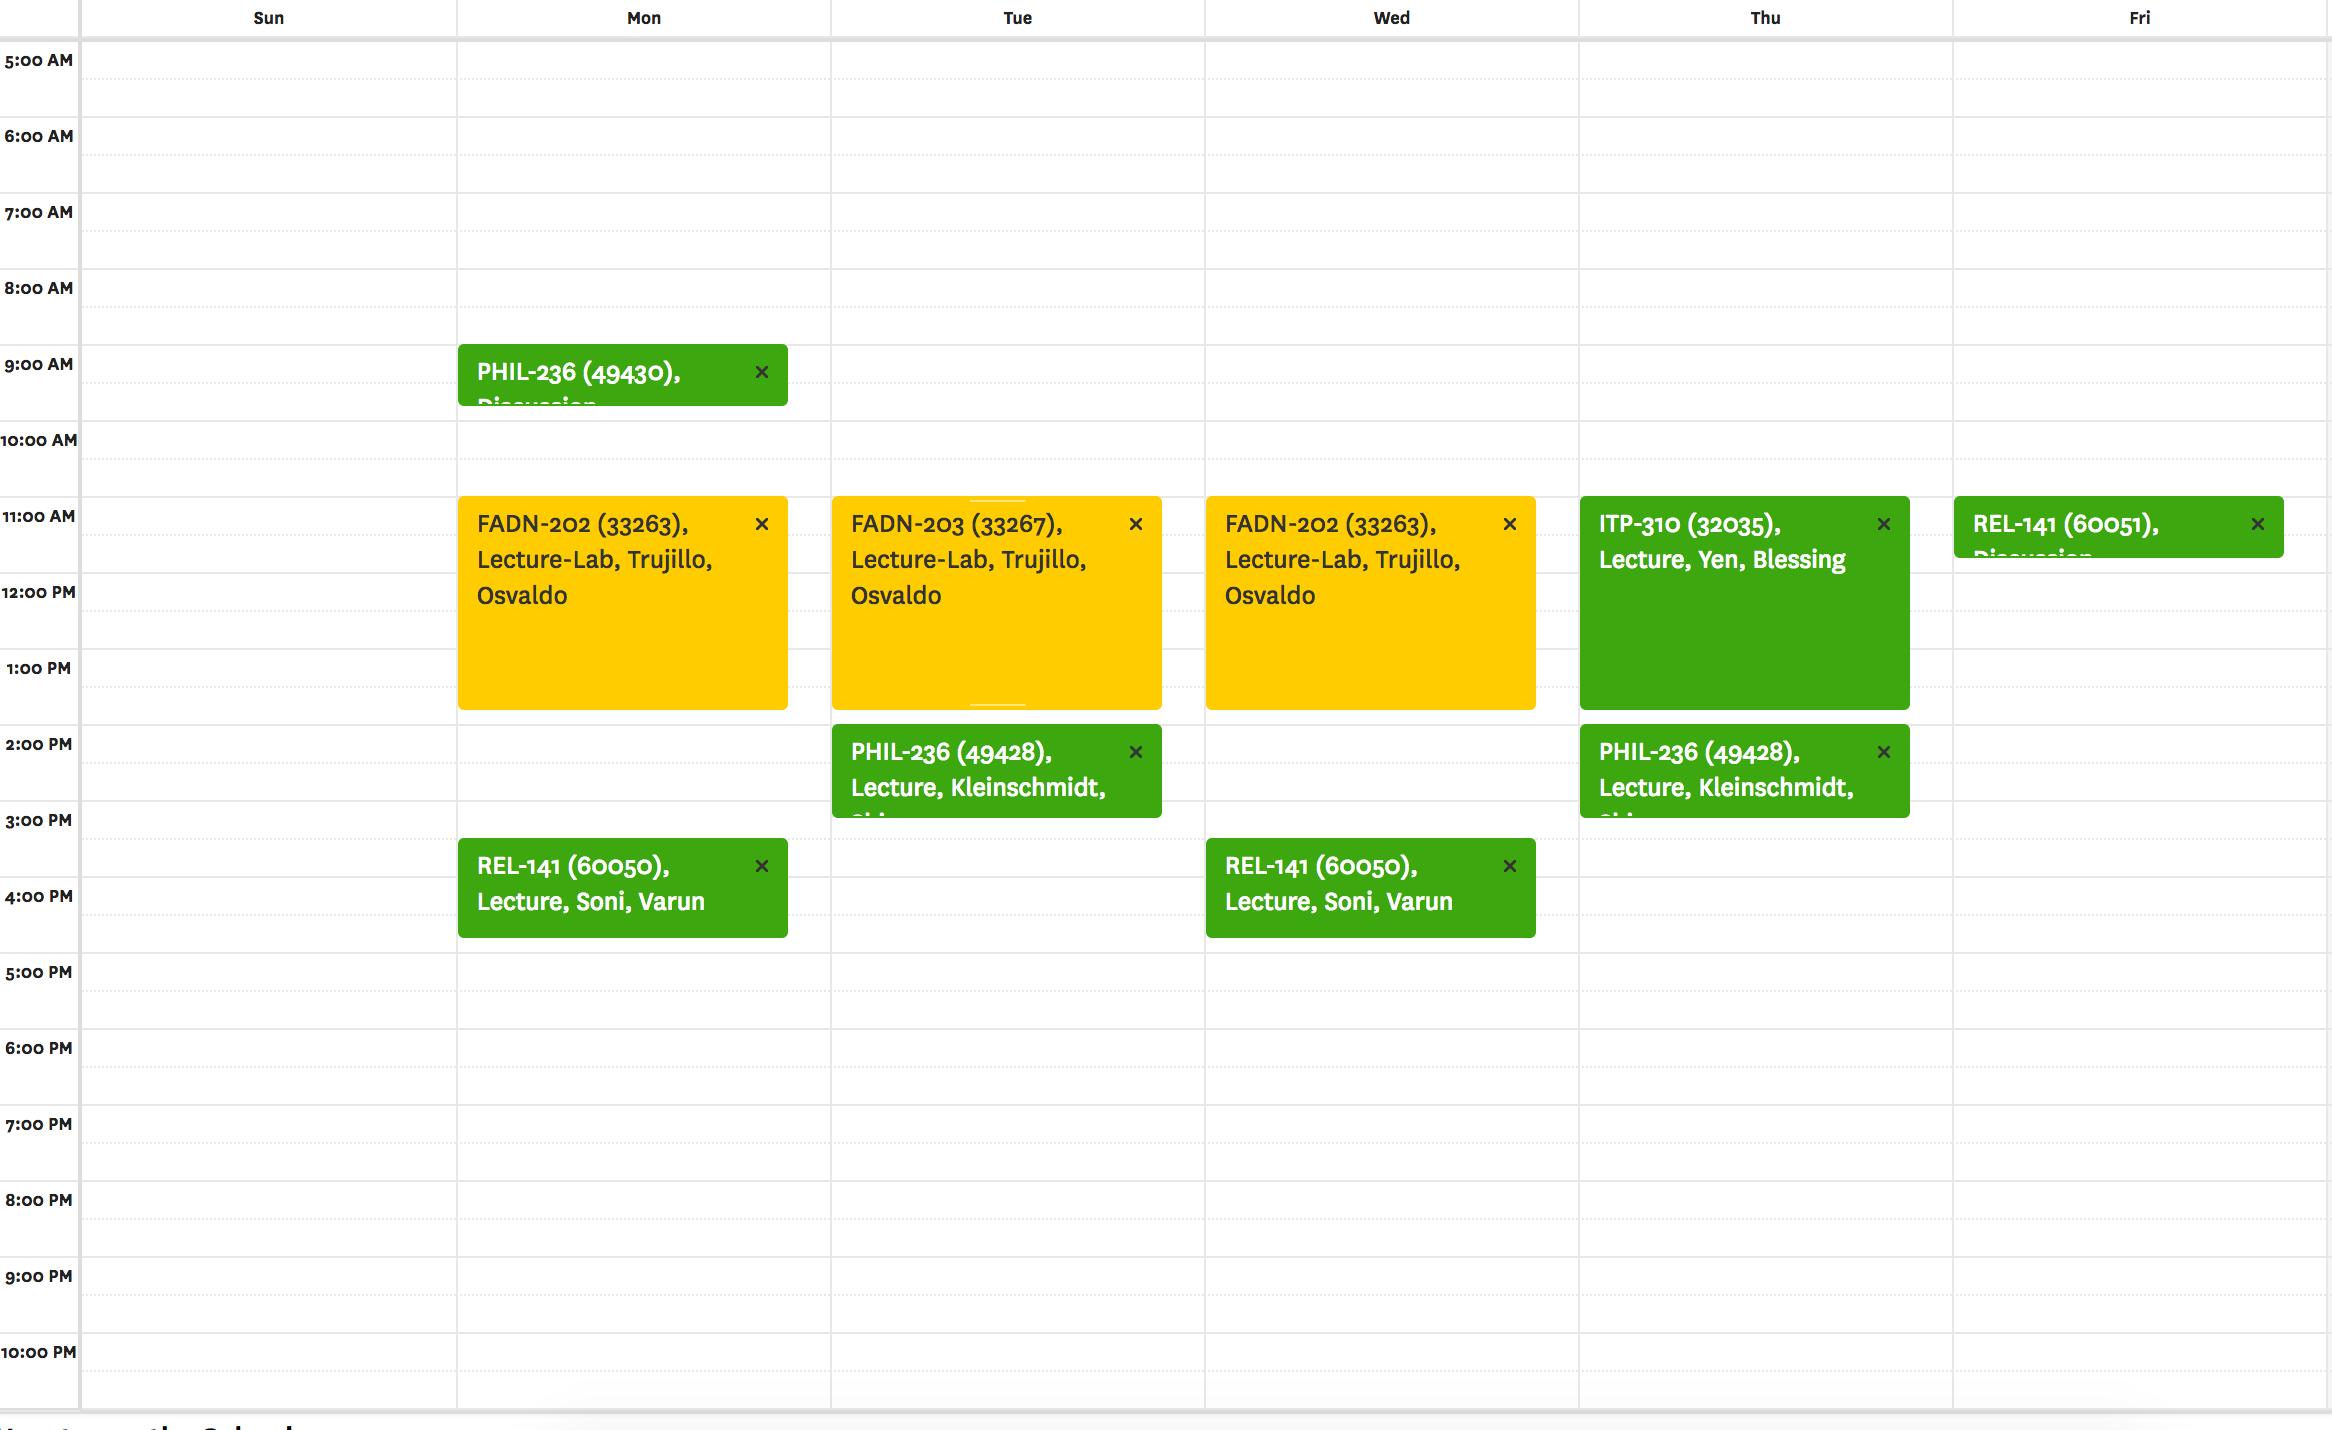 Sun Mon Tue Wed Thu Fri
5:00 AM
6:00 AM
7:00 AM
8:00 AM
9:00 AM
PHIL-236 (49430),
Discussion
10:00 AM
11:00 AM
FADN-202 (33263),
Lecture-Lab, Trujillo,
Osvaldo
FADN-203 (33267),
Lecture-Lab, Trujillo,
Osvaldo
FADN-202 (33263),
Lecture-Lab, Trujillo,
Osvaldo
ITP-310 (32035),
Lecture, Yen, Blessing
REL-141 (60051),
Discussion
12:00 PM
1:00 PM
2:00 PM
PHIL-236 (49428),
Lecture, Kleinschmidt,
PHIL-236 (49428),
Lecture, Kleinschmidt,
3:00 PM
REL-141 (60050),
Lecture, Soni, Varun
REL-141 (60050),
Lecture, Soni, Varun
4:00 PM
5:00 PM
6:00 PM
7:00 PM
8:00 PM
9:00 PM
10:00 PM